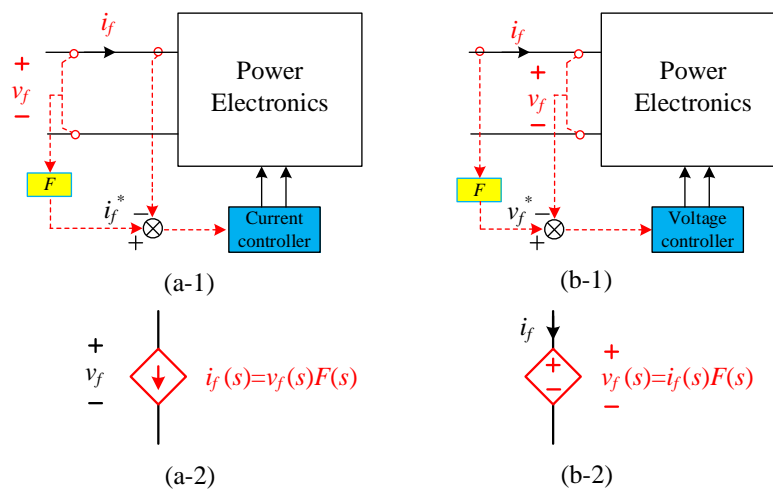 i_f
+
v_f
−
Power
Electronics
F
i_f^*
−
+
Current
controller
(a-1)
i_f
+
v_f
−
Power
Electronics
F
v_f^*
−
+
Voltage
controller
(b-1)
+
v_f
−
i_f(s)=v_f(s)F(s)
(a-2)
i_f
+
−
+
v_f(s)=i_f(s)F(s)
−
(b-2)